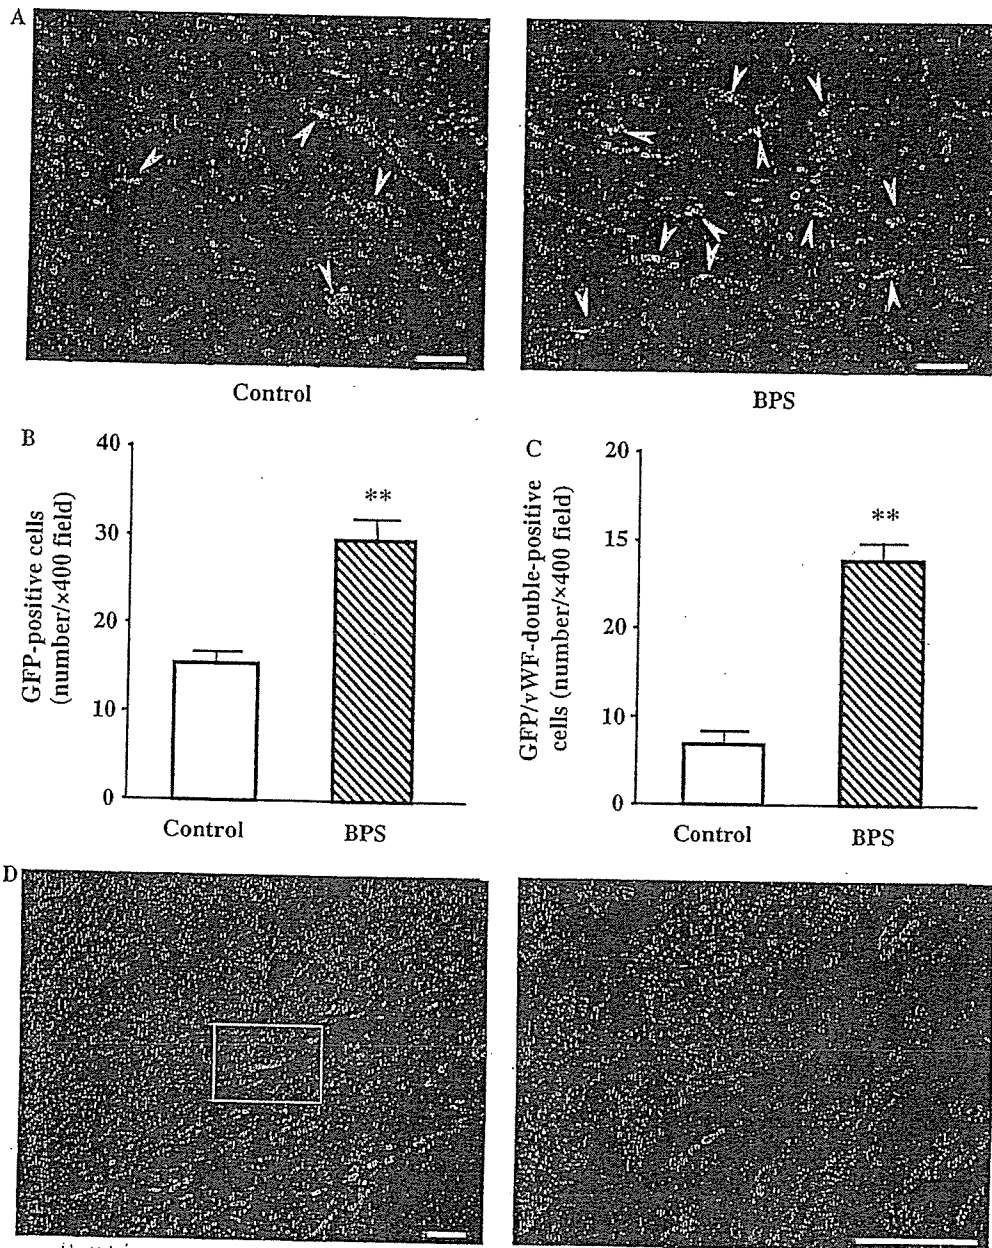 A
Control
BPS
B
40
30
20
10
0
GFP-positive cells
(number/×400 field)
**
Control
BPS
C
20
15
20
10
0
GFP/vWF-double-positive
cells (number/×400 field)
**
Control
BPS
D